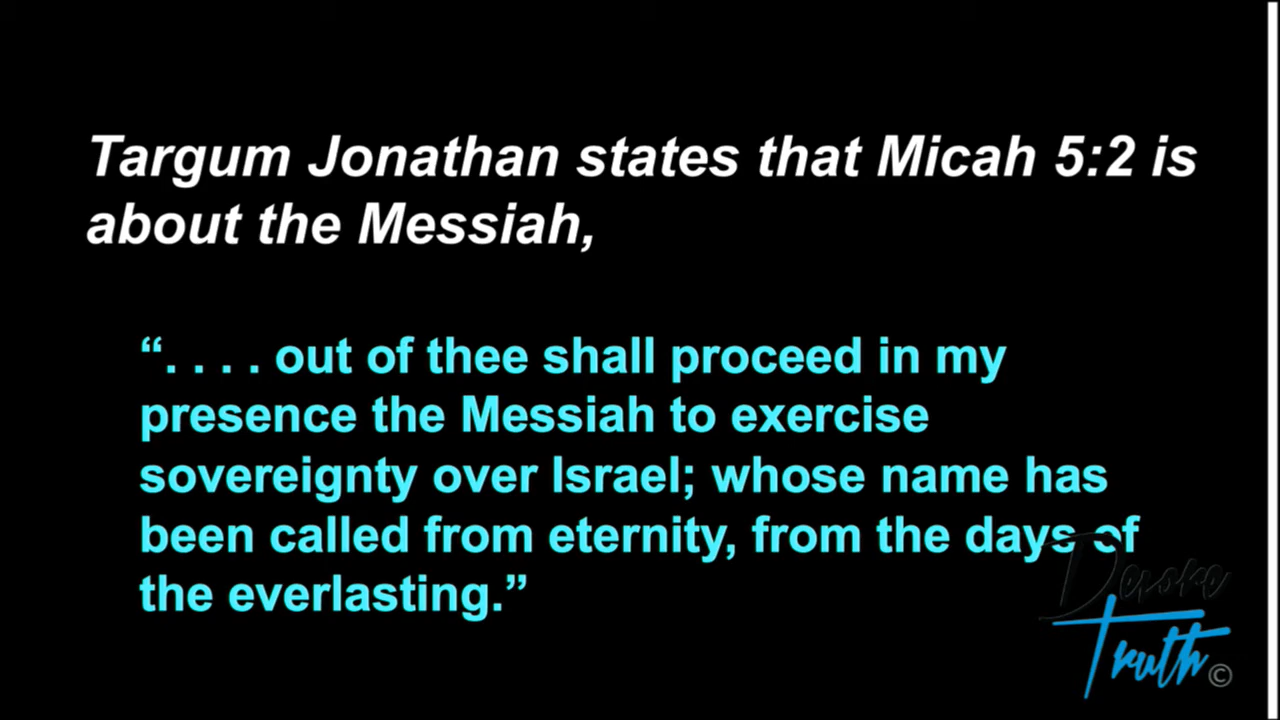 Targum Jonathan states that Micah 5:2 is
about the Messiah,
“. . . . out of thee shall proceed in my
presence the Messiah to exercise
sovereignty over Israel; whose name has
been called from eternity, from the days of
the everlasting.”
Truth ©